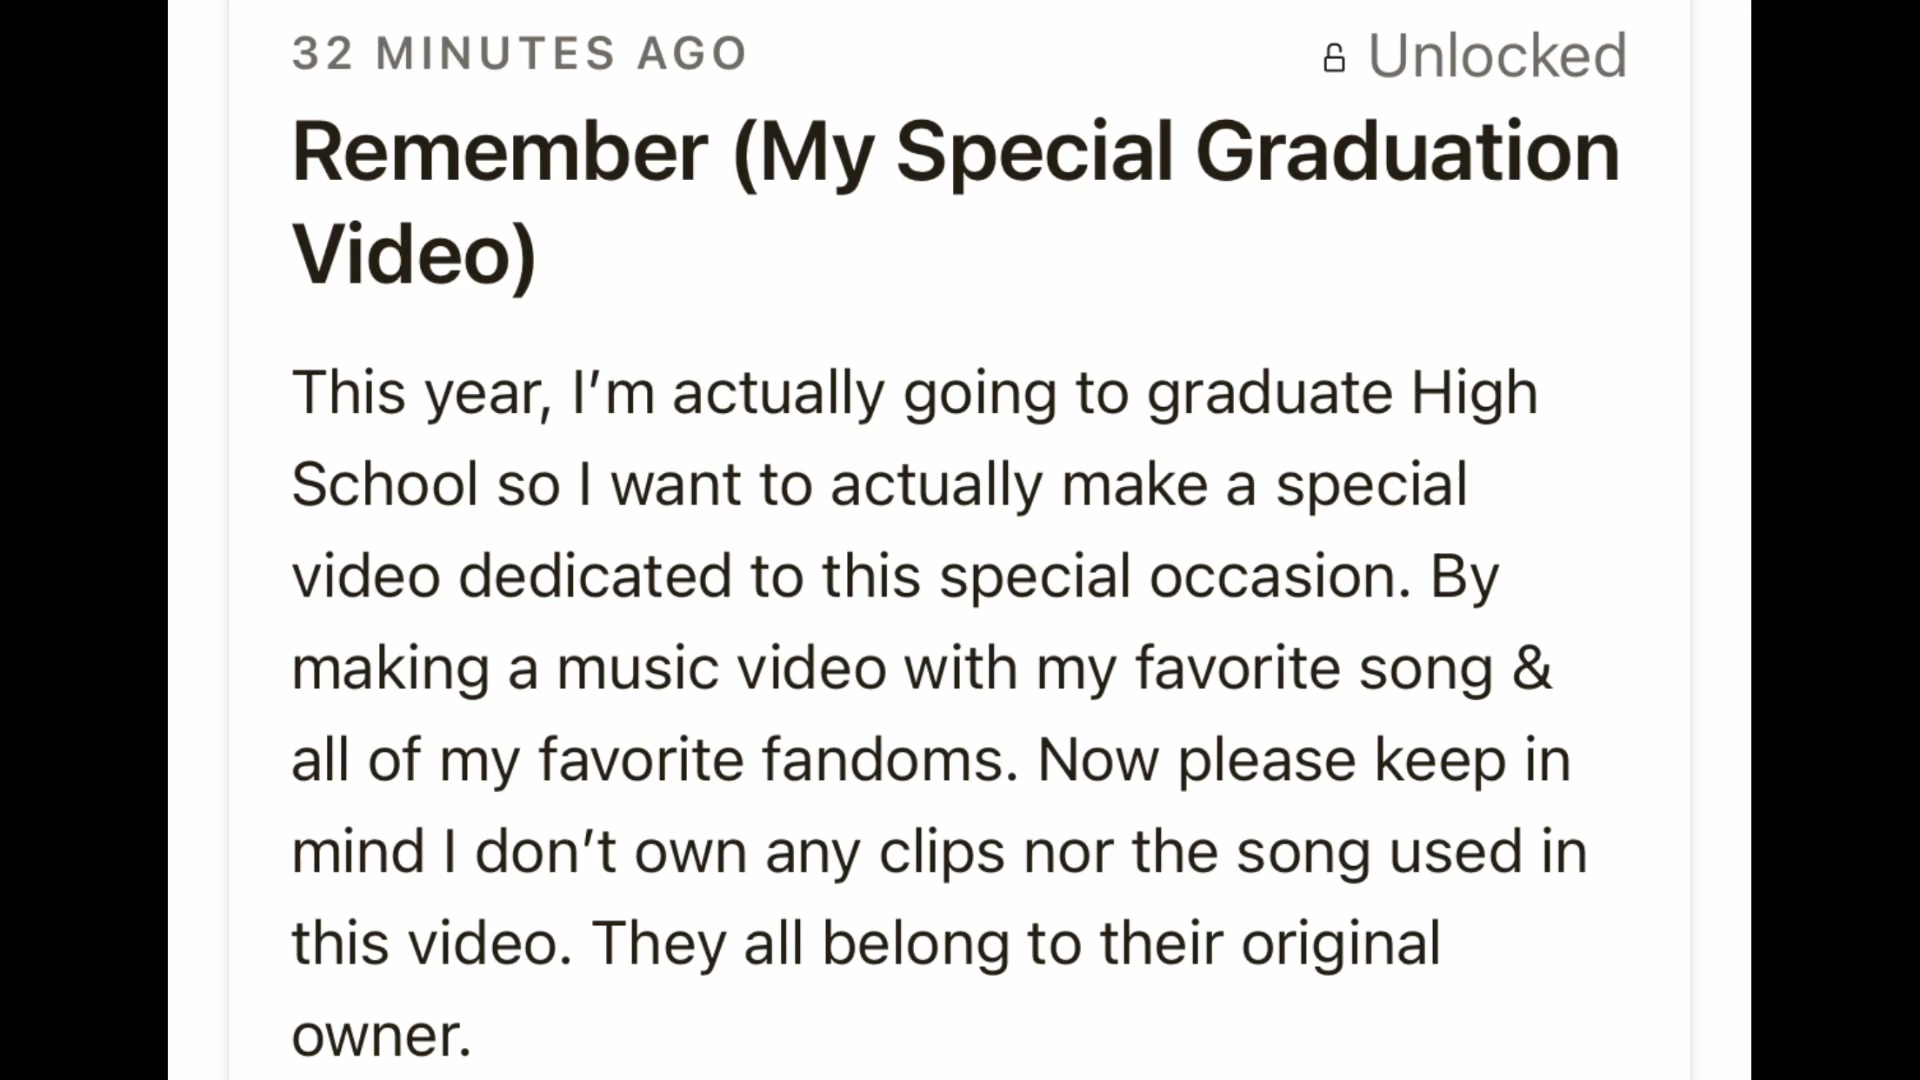 32 MINUTES AGO
Unlocked
Remember (My Special Graduation
Video)
This year, I’m actually going to graduate High
School so I want to actually make a special
video dedicated to this special occasion. By
making a music video with my favorite song &
all of my favorite fandoms. Now please keep in
mind I don’t own any clips nor the song used in
this video. They all belong to their original
owner.